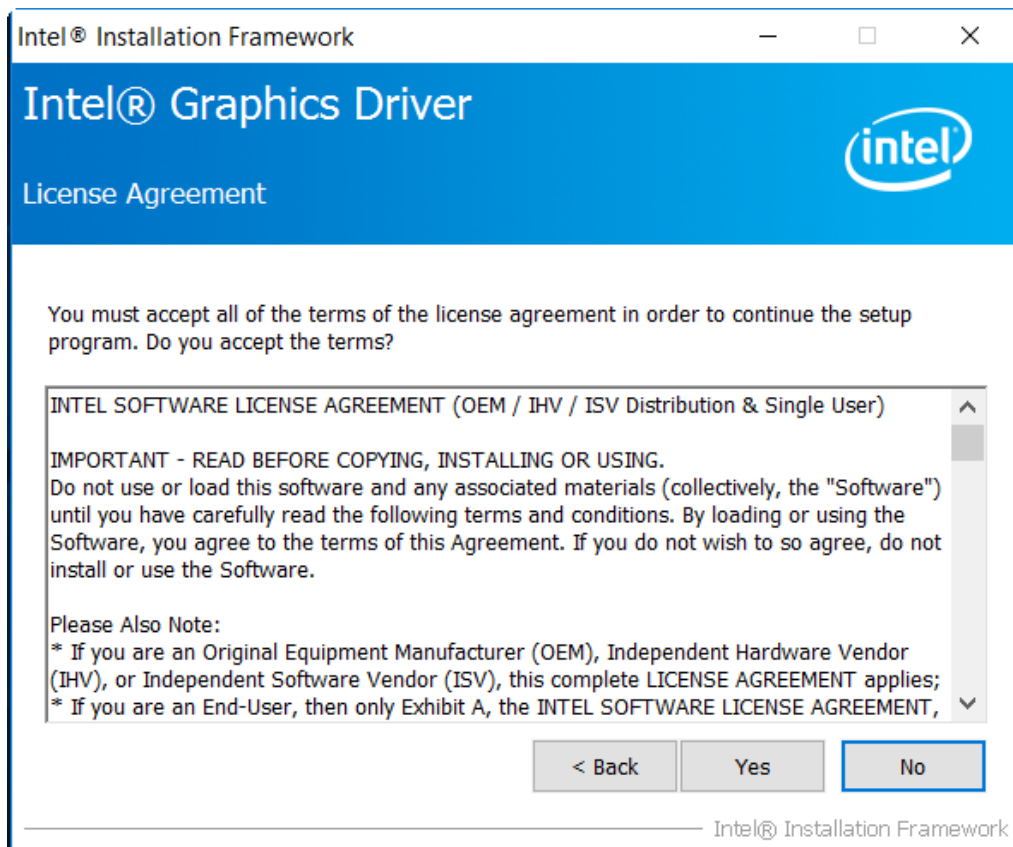 Intel® Installation Framework
Intel® Graphics Driver
intel®
License Agreement
You must accept all of the terms of the license agreement in order to continue the setup
program. Do you accept the terms?
INTEL SOFTWARE LICENSE AGREEMENT (OEM / IHV / ISV Distribution & Single User)
IMPORTANT - READ BEFORE COPYING, INSTALLING OR USING.
Do not use or load this software and any associated materials (collectively, the "Software")
until you have carefully read the following terms and conditions. By loading or using the
Software, you agree to the terms of this Agreement. If you do not wish to so agree, do not
install or use the Software.
Please Also Note:
* If you are an Original Equipment Manufacturer (OEM), Independent Hardware Vendor
(IHV), or Independent Software Vendor (ISV), this complete LICENSE AGREEMENT applies;
* If you are an End-User, then only Exhibit A, the INTEL SOFTWARE LICENSE AGREEMENT,
< Back Yes No
Intel® Installation Framework